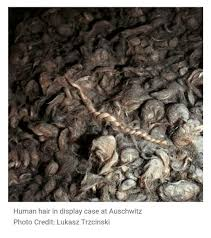 Human hair in display case at Auschwitz
Photo Credit: Lukasz Trzcinski